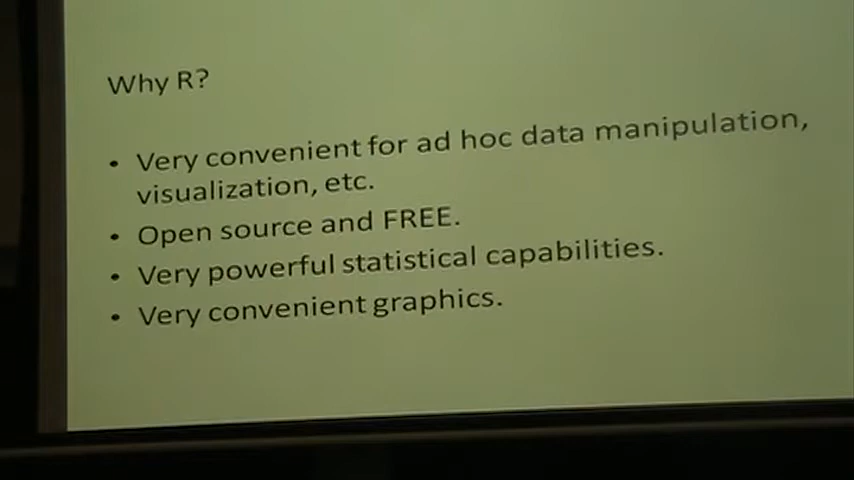 Why R?
• Very convenient for ad hoc data manipulation,
visualization, etc.
• Open source and FREE.
• Very powerful statistical capabilities.
• Very convenient graphics.